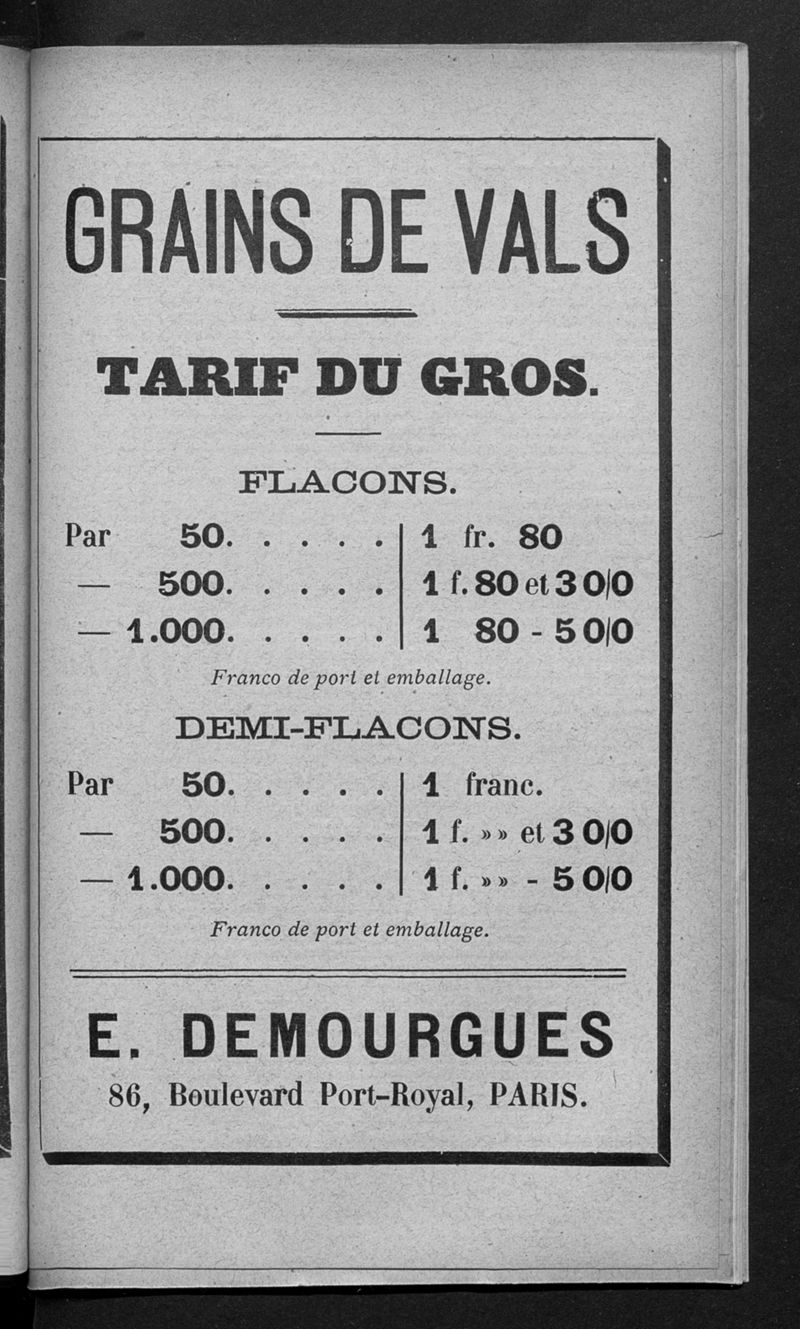 GRAINS DE VALS
TARIF DU GROS.
FLACONS.
Par 50. . . . . 1 fr. 80
— 500. . . . . 1 f. 80 et 3 0/0
— 1.000. . . . . 1 80 - 5 0/0
Franco de port et emballage.
DEMI-FLACONS.
Par 50. . . . . 1 franc.
— 500. . . . . 1 f. »» et 3 0/0
— 1.000. . . . . 1 f. »» - 5 0/0
Franco de port et emballage.
E. DEMOURGUES
86, Boulevard Port-Royal, PARIS.